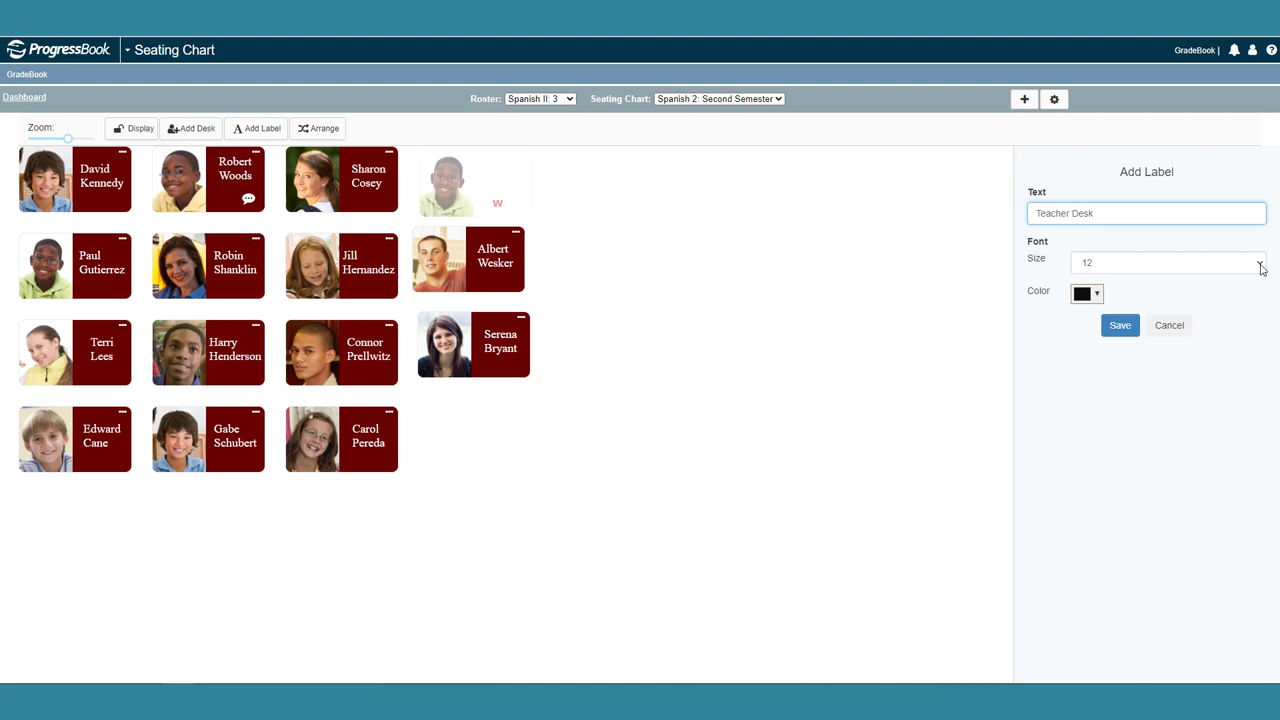 ProgressBook
Seating Chart
GradeBook |
GradeBook
Dashboard
Roster: Spanish II: 3
Seating Chart: Spanish 2: Second Semester
Zoom:
Display
Add Desk
A Add Label
Arrange
David
Kennedy
Robert
Woods
Sharon
Cosey
W
Paul
Gutierrez
Robin
Shanklin
Jill
Hernandez
Albert
Wesker
Terri
Lees
Harry
Henderson
Connor
Prellwitz
Serena
Bryant
Edward
Cane
Gabe
Schubert
Carol
Pereda
Add Label
Text
Teacher Desk
Font
Size
12
Color
Save
Cancel